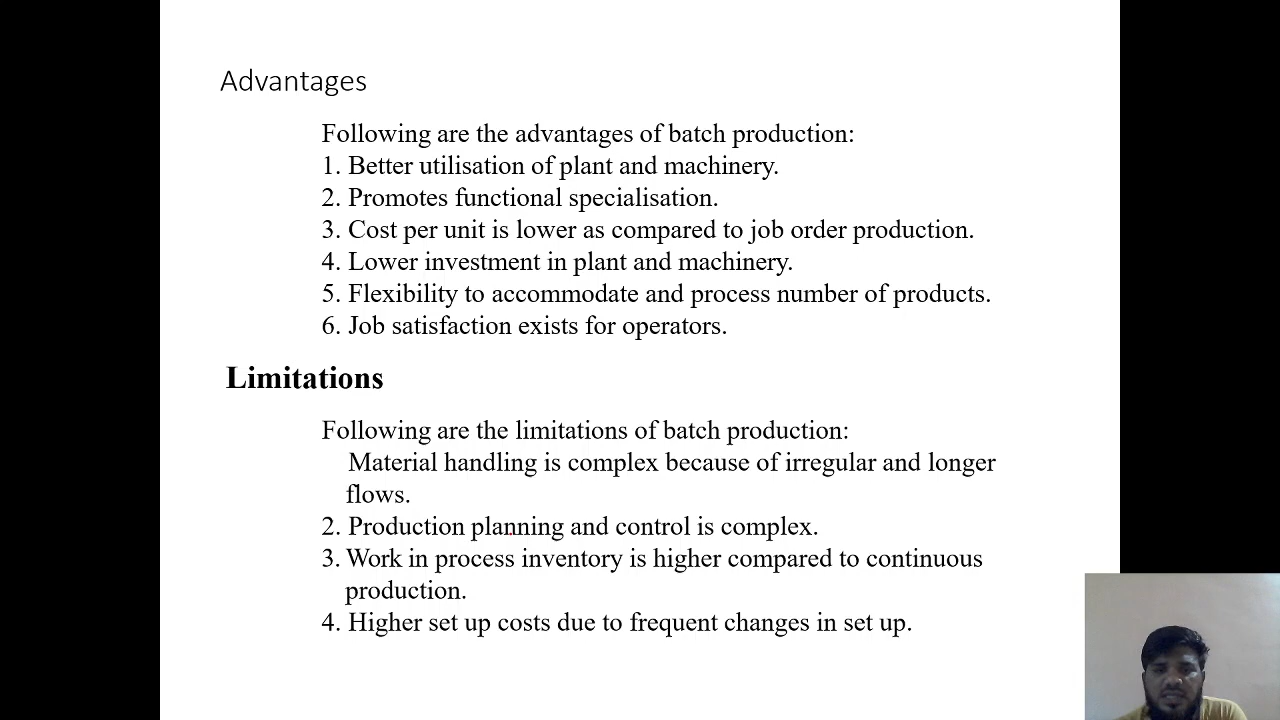 Advantages
Following are the advantages of batch production:
1. Better utilisation of plant and machinery.
2. Promotes functional specialisation.
3. Cost per unit is lower as compared to job order production.
4. Lower investment in plant and machinery.
5. Flexibility to accommodate and process number of products.
6. Job satisfaction exists for operators.
Limitations
Following are the limitations of batch production:
Material handling is complex because of irregular and longer
flows.
2. Production planning and control is complex.
3. Work in process inventory is higher compared to continuous
production.
4. Higher set up costs due to frequent changes in set up.